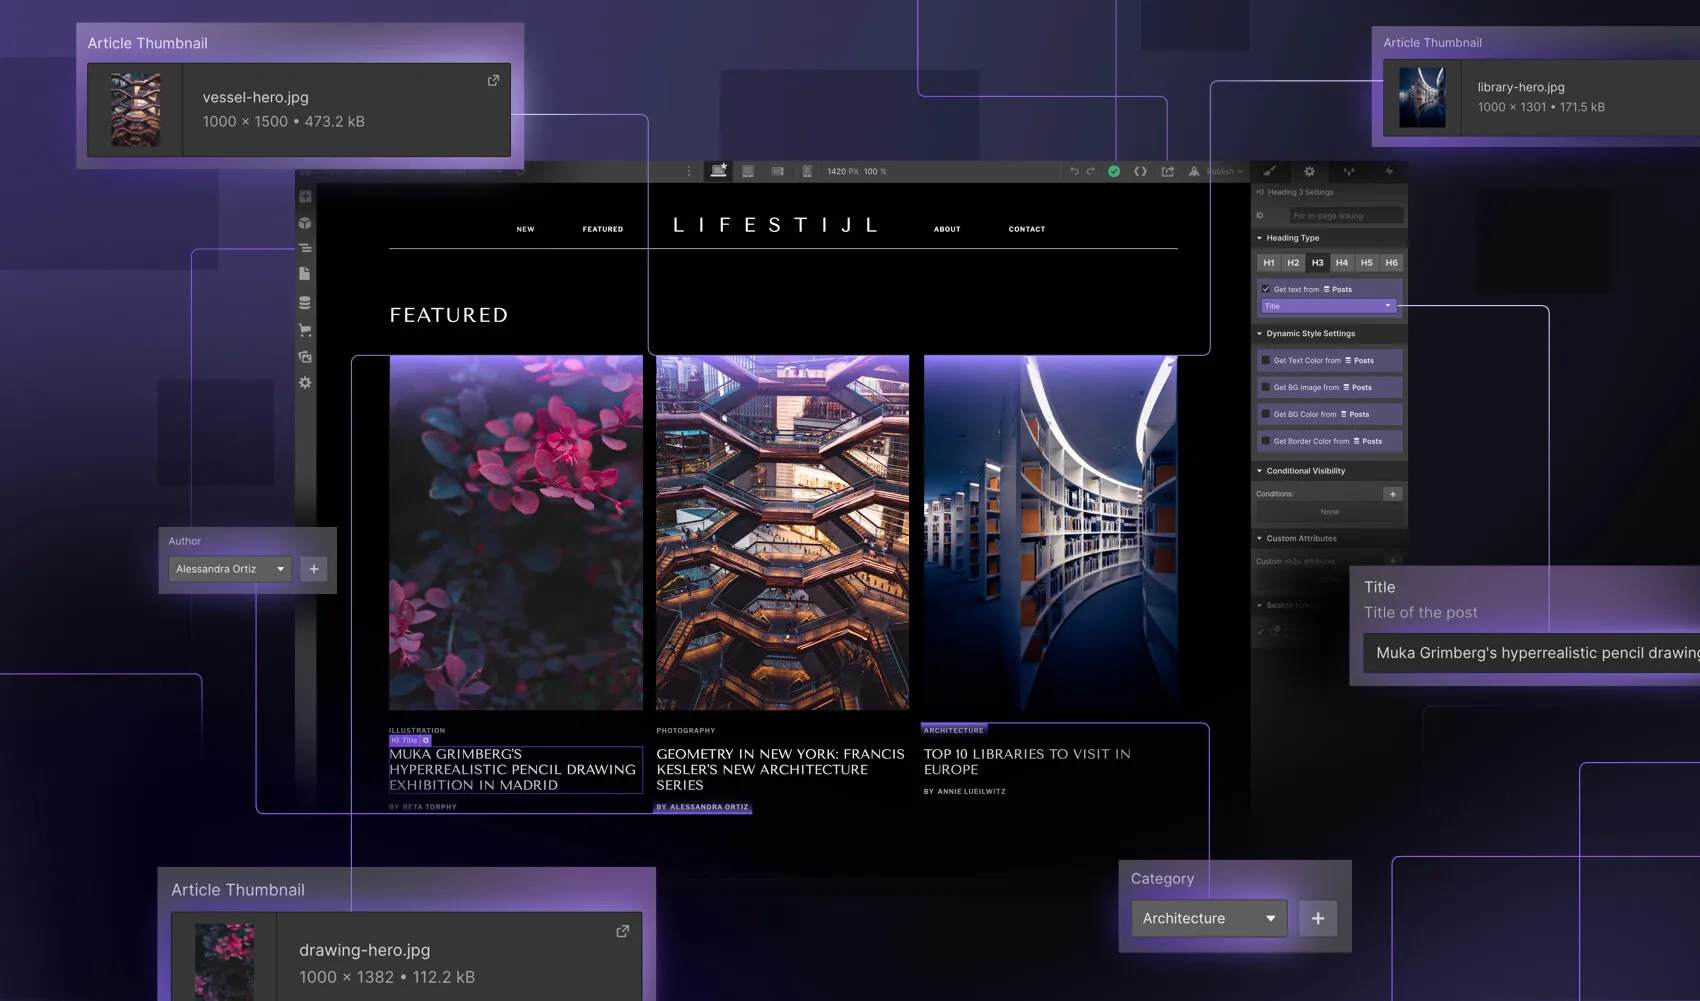 Article Thumbnail
vessel-hero.jpg
1000 × 1500 • 473.2 kB
Article Thumbnail
library-hero.jpg
1000 × 1301 • 171.5 kB
1420 PX 100 %
Publish
NEW
FEATURED
LIFESTIJL
ABOUT
CONTACT
FEATURED
H3 Heading 3 Settings
ID
For in-page linking
Heading Type
H1 H2 H3 H4 H5 H6
Get text from Posts
Title
Dynamic Style Settings
Get Text Color from Posts
Get BG Image from Posts
Get BG Color from Posts
Get Border Color from Posts
Conditional Visibility
Conditions:
+
None
Custom Attributes
Custom <h3> attributes
+
Search Index
Author
Alessandra Ortiz
+
Title
Title of the post
Muka Grimberg's hyperrealistic pencil drawing
ILLUSTRATION
H3 Title
MUKA GRIMBERG'S
HYPERREALISTIC PENCIL DRAWING
EXHIBITION IN MADRID
BY RETA TORPHY
PHOTOGRAPHY
GEOMETRY IN NEW YORK: FRANCIS
KESLER'S NEW ARCHITECTURE
SERIES
BY ALESSANDRA ORTIZ
ARCHITECTURE
TOP 10 LIBRARIES TO VISIT IN
EUROPE
BY ANNIE LUEILWITZ
Article Thumbnail
drawing-hero.jpg
1000 × 1382 • 112.2 kB
Category
Architecture
+